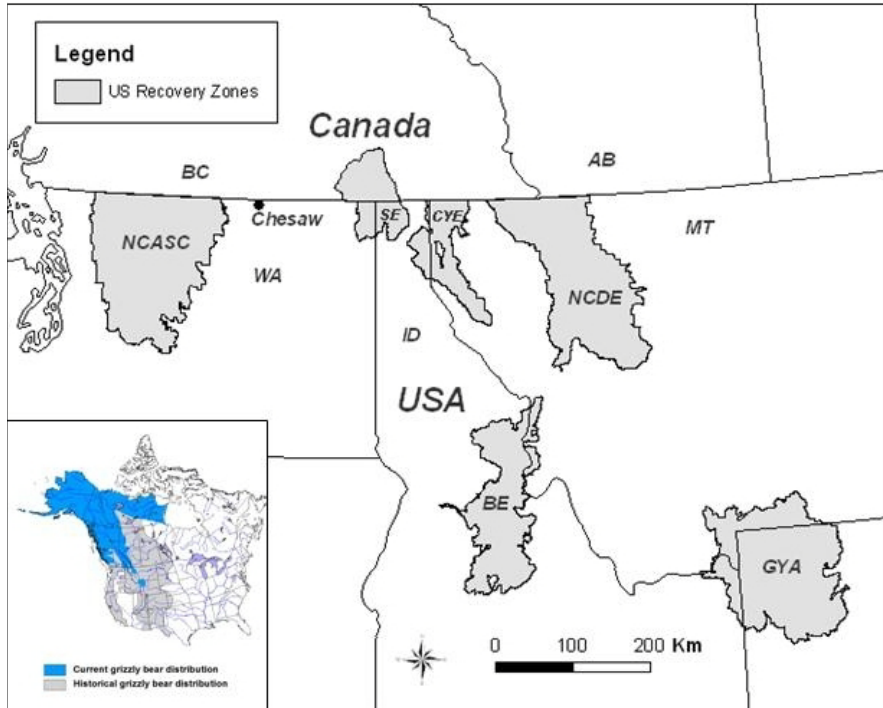 Legend
US Recovery Zones
Canada
BC
AB
SE
CYE
Chesaw
MT
NCASC
WA
NCDE
ID
USA
BE
GYA
0 100 200 Km
Current grizzly bear distribution
Historical grizzly bear distribution